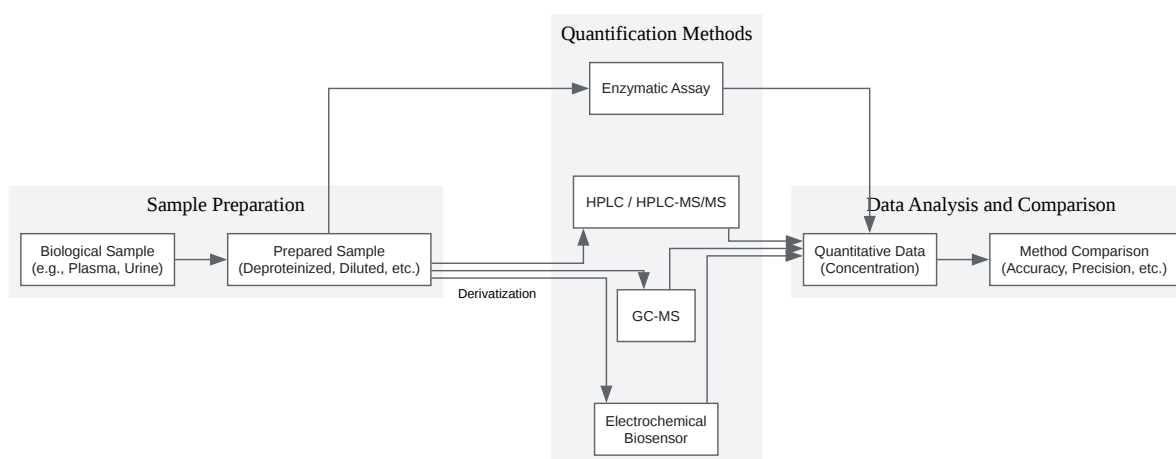 Quantification Methods
Enzymatic Assay
HPLC / HPLC-MS/MS
GC-MS
Electrochemical
Biosensor
Sample Preparation
Biological Sample
(e.g., Plasma, Urine)
Prepared Sample
(Deproteinized, Diluted, etc.)
Derivatization
Data Analysis and Comparison
Quantitative Data
(Concentration)
Method Comparison
(Accuracy, Precision, etc.)